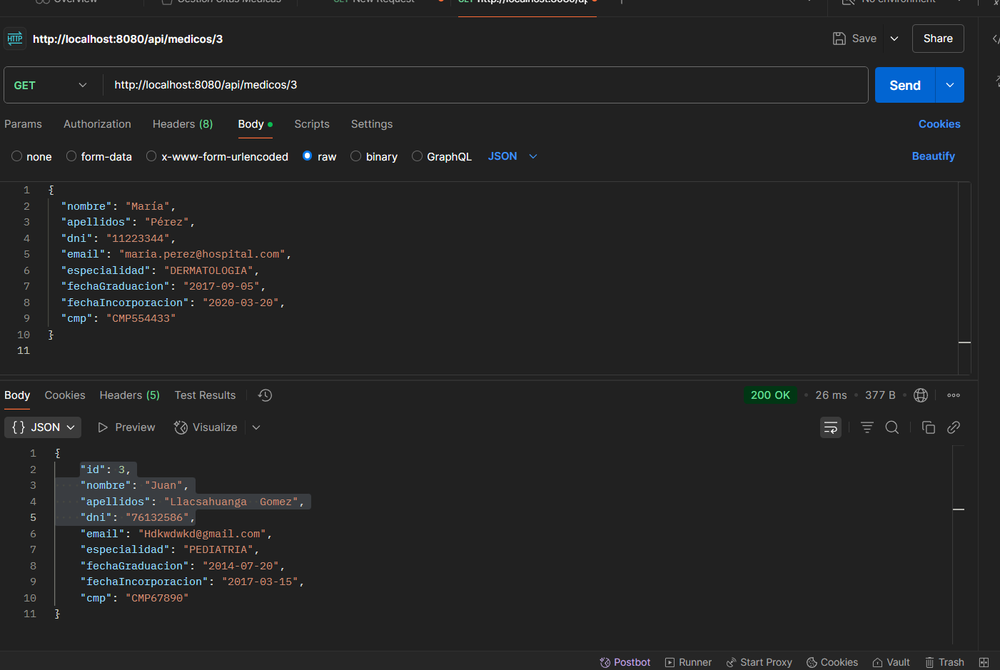 Overview Gestion Citas Medicas GET New Request GET http://localhost:8080/ap No environment
HTTP http://localhost:8080/api/medicos/3 Save Share
GET http://localhost:8080/api/medicos/3 Send
Params Authorization Headers (8) Body Scripts Settings Cookies
none form-data x-www-form-urlencoded raw binary GraphQL JSON Beautify
1 {
2 "nombre": "María",
3 "apellidos": "Pérez",
4 "dni": "11223344",
5 "email": "maria.perez@hospital.com",
6 "especialidad": "DERMATOLOGIA",
7 "fechaGraduacion": "2017-09-05",
8 "fechaIncorporacion": "2020-03-20",
9 "cmp": "CMP554433"
10 }
11
Body Cookies Headers (5) Test Results 200 OK • 26 ms • 377 B
{} JSON Preview Visualize
1 {
2 "id": 3,
3 "nombre": "Juan",
4 "apellidos": "Llacsahuanga  Gomez",
5 "dni": "76132586",
6 "email": "Hdkwdwkd@gmail.com",
7 "especialidad": "PEDIATRIA",
8 "fechaGraduacion": "2014-07-20",
9 "fechaIncorporacion": "2017-03-15",
10 "cmp": "CMP67890"
11 }
Postbot Runner Start Proxy Cookies Vault Trash